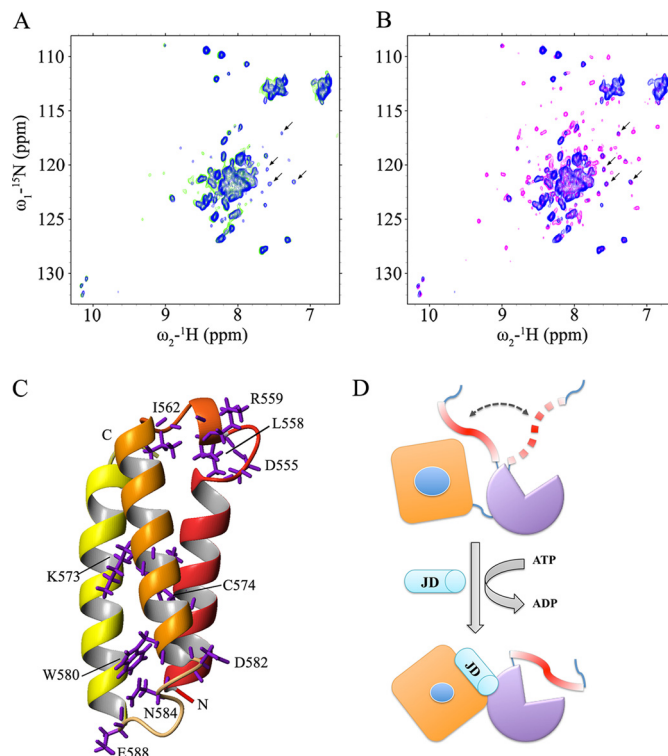 A
B
110
115
120
125
130
ω₁-¹⁵N (ppm)
10
9
8
7
ω₂-¹H (ppm)
110
115
120
125
130
10
9
8
7
ω₂-¹H (ppm)
C
D
I562
R559
C
L558
D555
K573
C574
W580
D582
N584
N
E588
JD
ATP
ADP
JD